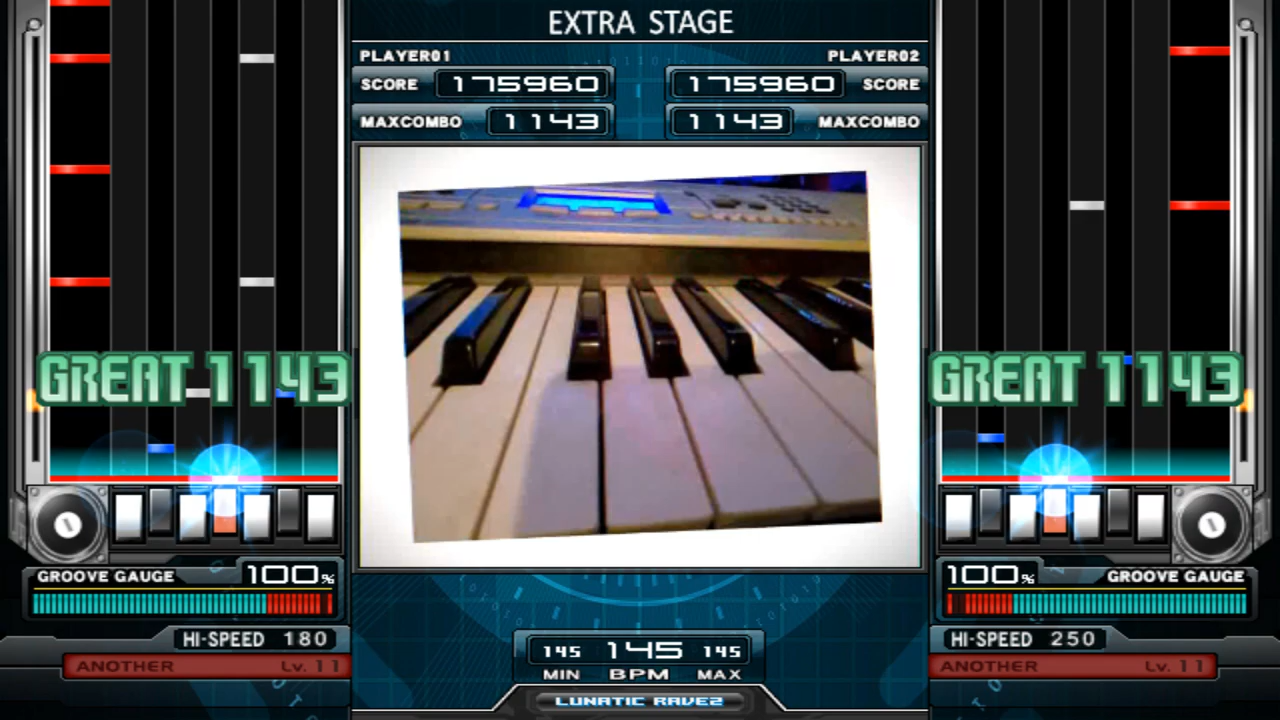 EXTRA STAGE
PLAYER01 PLAYER02
SCORE 175960 175960 SCORE
MAXCOMBO 1143 1143 MAXCOMBO
GREAT 1143 GREAT 1143
GROOVE GAUGE 100% 100% GROOVE GAUGE
HI-SPEED 180 HI-SPEED 250
145 145 145
ANOTHER Lv.11 ANOTHER Lv.11
MIN BPM MAX
LUNATIC RAVE2